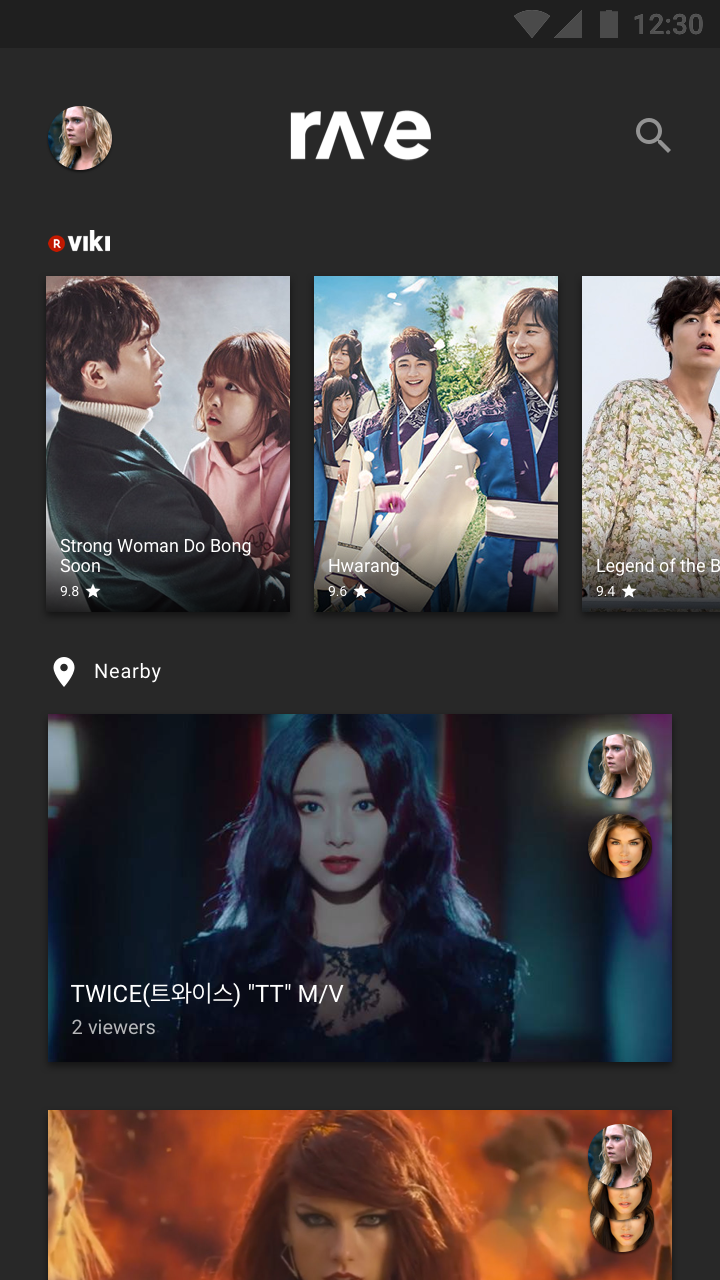 12:30
rave
R viki
Strong Woman Do Bong
Soon
9.8
Hwarang
9.6
Legend of the B
9.4
Nearby
TWICE(트와이스) "TT" M/V
2 viewers